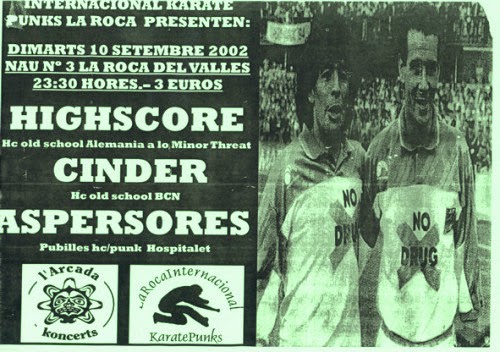 INTERNACIONAL KARATE
PUNKS LA ROCA PRESENTEN:
DIMARTS 10 SETEMBRE 2002
NAU Nº 3 LA ROCA DEL VALLES
23:30 HORES.- 3 EUROS
HIGHSCORE
Hc old school Alemania a lo Minor Threat
CINDER
Hc old school BCN
ASPERSORES
Pubilles hc/punk Hospitalet
l'Arcada
koncerts
LaRocaInternacional
KaratePunks
NO
DRUG
NO
DRUG